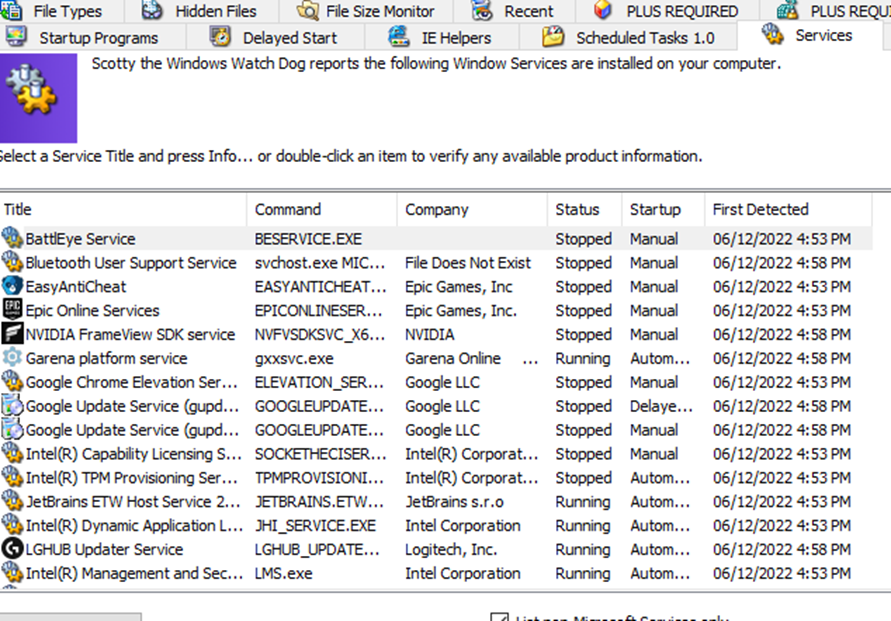 File Types Hidden Files File Size Monitor Recent PLUS REQUIRED PLUS REQU
Startup Programs Delayed Start IE Helpers Scheduled Tasks 1.0 Services
Scotty the Windows Watch Dog reports the following Window Services are installed on your computer.
Select a Service Title and press Info... or double-click an item to verify any available product information.
Title Command Company Status Startup First Detected
BattlEye Service BESERVICE.EXE Stopped Manual 06/12/2022 4:53 PM
Bluetooth User Support Service svchost.exe MIC... File Does Not Exist Stopped Manual 06/12/2022 4:58 PM
EasyAntiCheat EASYANTICHEAT... Epic Games, Inc Stopped Manual 06/12/2022 4:53 PM
EPIC
Epic Online Services EPICONLINESER... Epic Games, Inc. Stopped Manual 06/12/2022 4:53 PM
NVIDIA FrameView SDK service NVFVSDKSVC_X6... NVIDIA Stopped Manual 06/12/2022 4:58 PM
Garena platform service gxxsvc.exe Garena Online ... Running Autom... 06/12/2022 4:53 PM
Google Chrome Elevation Ser... ELEVATION_SER... Google LLC Stopped Manual 06/12/2022 4:53 PM
Google Update Service (gupd... GOOGLEUPDATE... Google LLC Stopped Delaye... 06/12/2022 4:58 PM
Google Update Service (gupd... GOOGLEUPDATE... Google LLC Stopped Manual 06/12/2022 4:58 PM
Intel(R) Capability Licensing S... SOCKETHECISER... Intel(R) Corporat... Stopped Manual 06/12/2022 4:53 PM
Intel(R) TPM Provisioning Ser... TPMPROVISIONI... Intel(R) Corporat... Stopped Autom... 06/12/2022 4:53 PM
JetBrains ETW Host Service 2... JETBRAINS.ETW... JetBrains s.r.o Running Autom... 06/12/2022 4:53 PM
Intel(R) Dynamic Application L... JHI_SERVICE.EXE Intel Corporation Running Autom... 06/12/2022 4:53 PM
LGHUB Updater Service LGHUB_UPDATE... Logitech, Inc. Running Autom... 06/12/2022 4:58 PM
Intel(R) Management and Sec... LMS.exe Intel Corporation Running Autom... 06/12/2022 4:53 PM
List non-Microsoft Services only